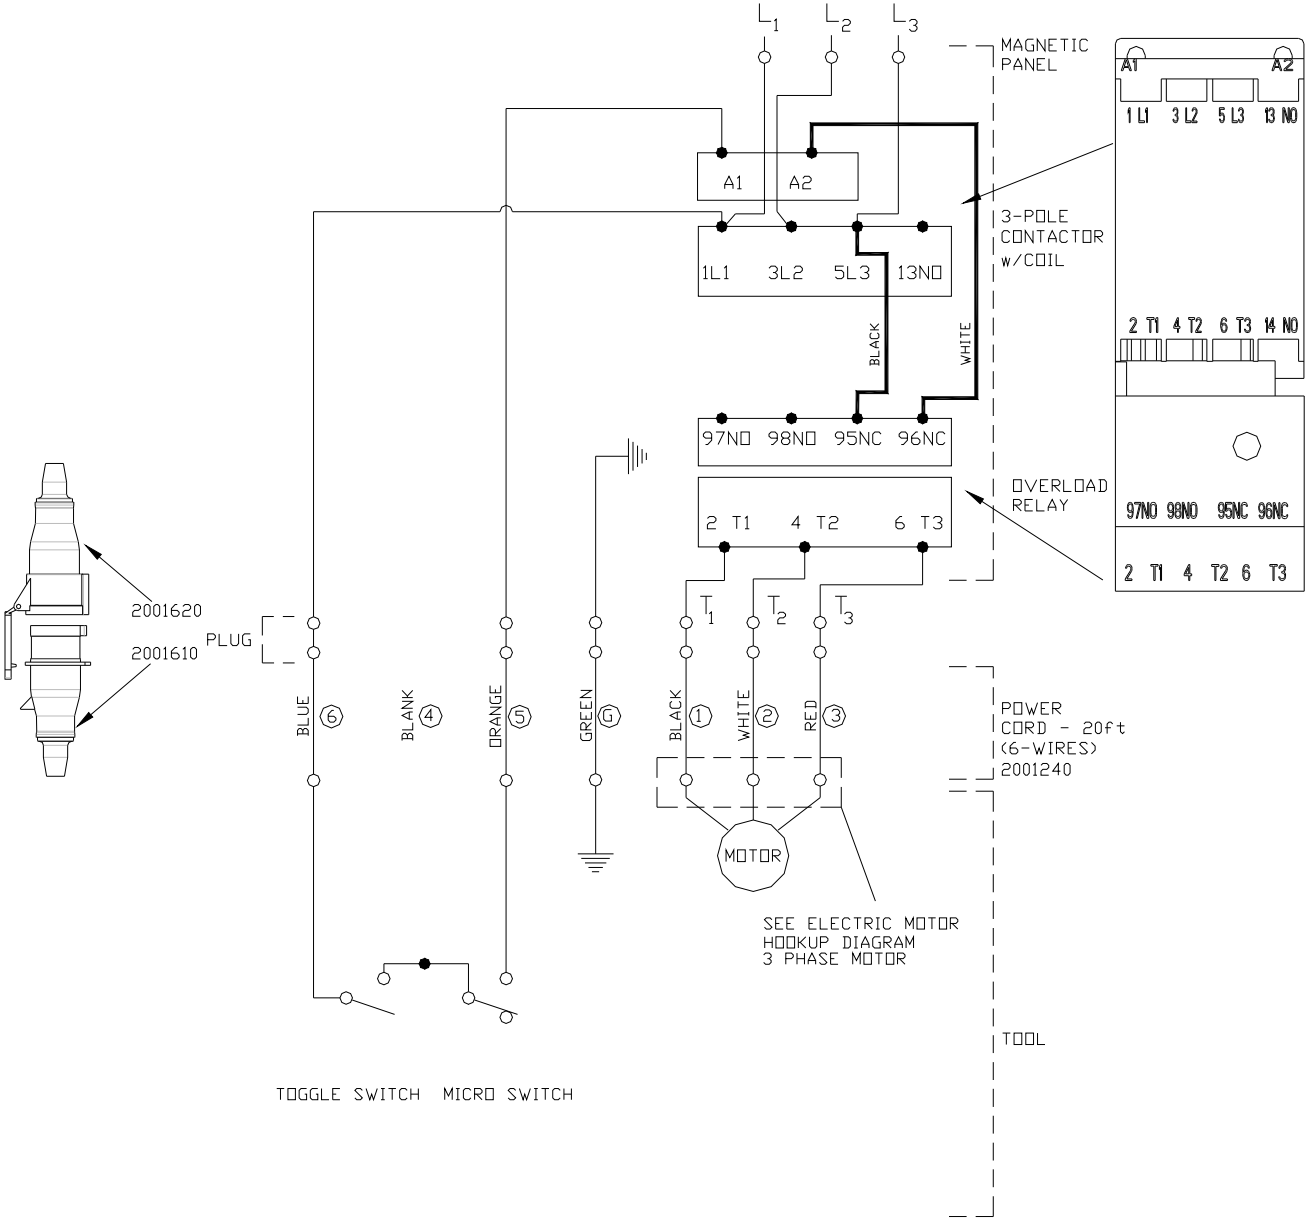 L1 L2 L3
MAGNETIC
PANEL
A1 A2
1 L1 3 L2 5 L3 13 NO
A1 A2
3-POLE
CONTACTOR
w/COIL
1L1 3L2 5L3 13NO
2 T1 4 T2 6 T3 14 NO
BLACK
WHITE
97NO 98NO 95NC 96NC
OVERLOAD
RELAY
97NO 98NO 95NC 96NC
2 T1 4 T2 6 T3
2 T1 4 T2 6 T3
2001620
PLUG
2001610
T1 T2 T3
BLUE 6
BLANK 4
ORANGE 5
GREEN G
BLACK 1
WHITE 2
RED 3
POWER
CORD - 20ft
(6-WIRES)
2001240
MOTOR
SEE ELECTRIC MOTOR
HOOKUP DIAGRAM
3 PHASE MOTOR
TOOL
TOGGLE SWITCH MICRO SWITCH